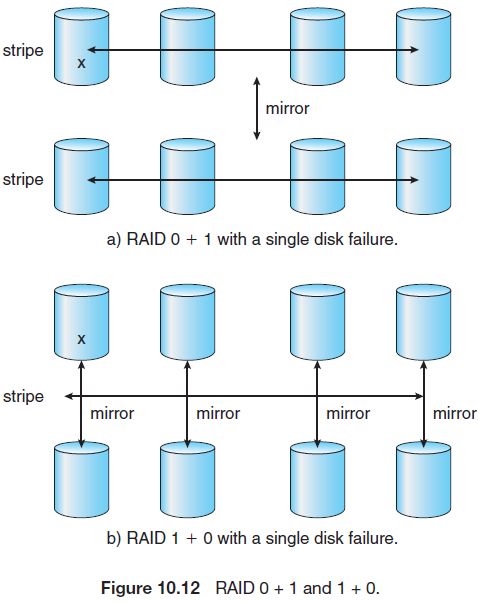 stripe
x
mirror
stripe
a) RAID 0 + 1 with a single disk failure.
x
stripe
mirror mirror mirror mirror
b) RAID 1 + 0 with a single disk failure.
Figure 10.12 RAID 0 + 1 and 1 + 0.